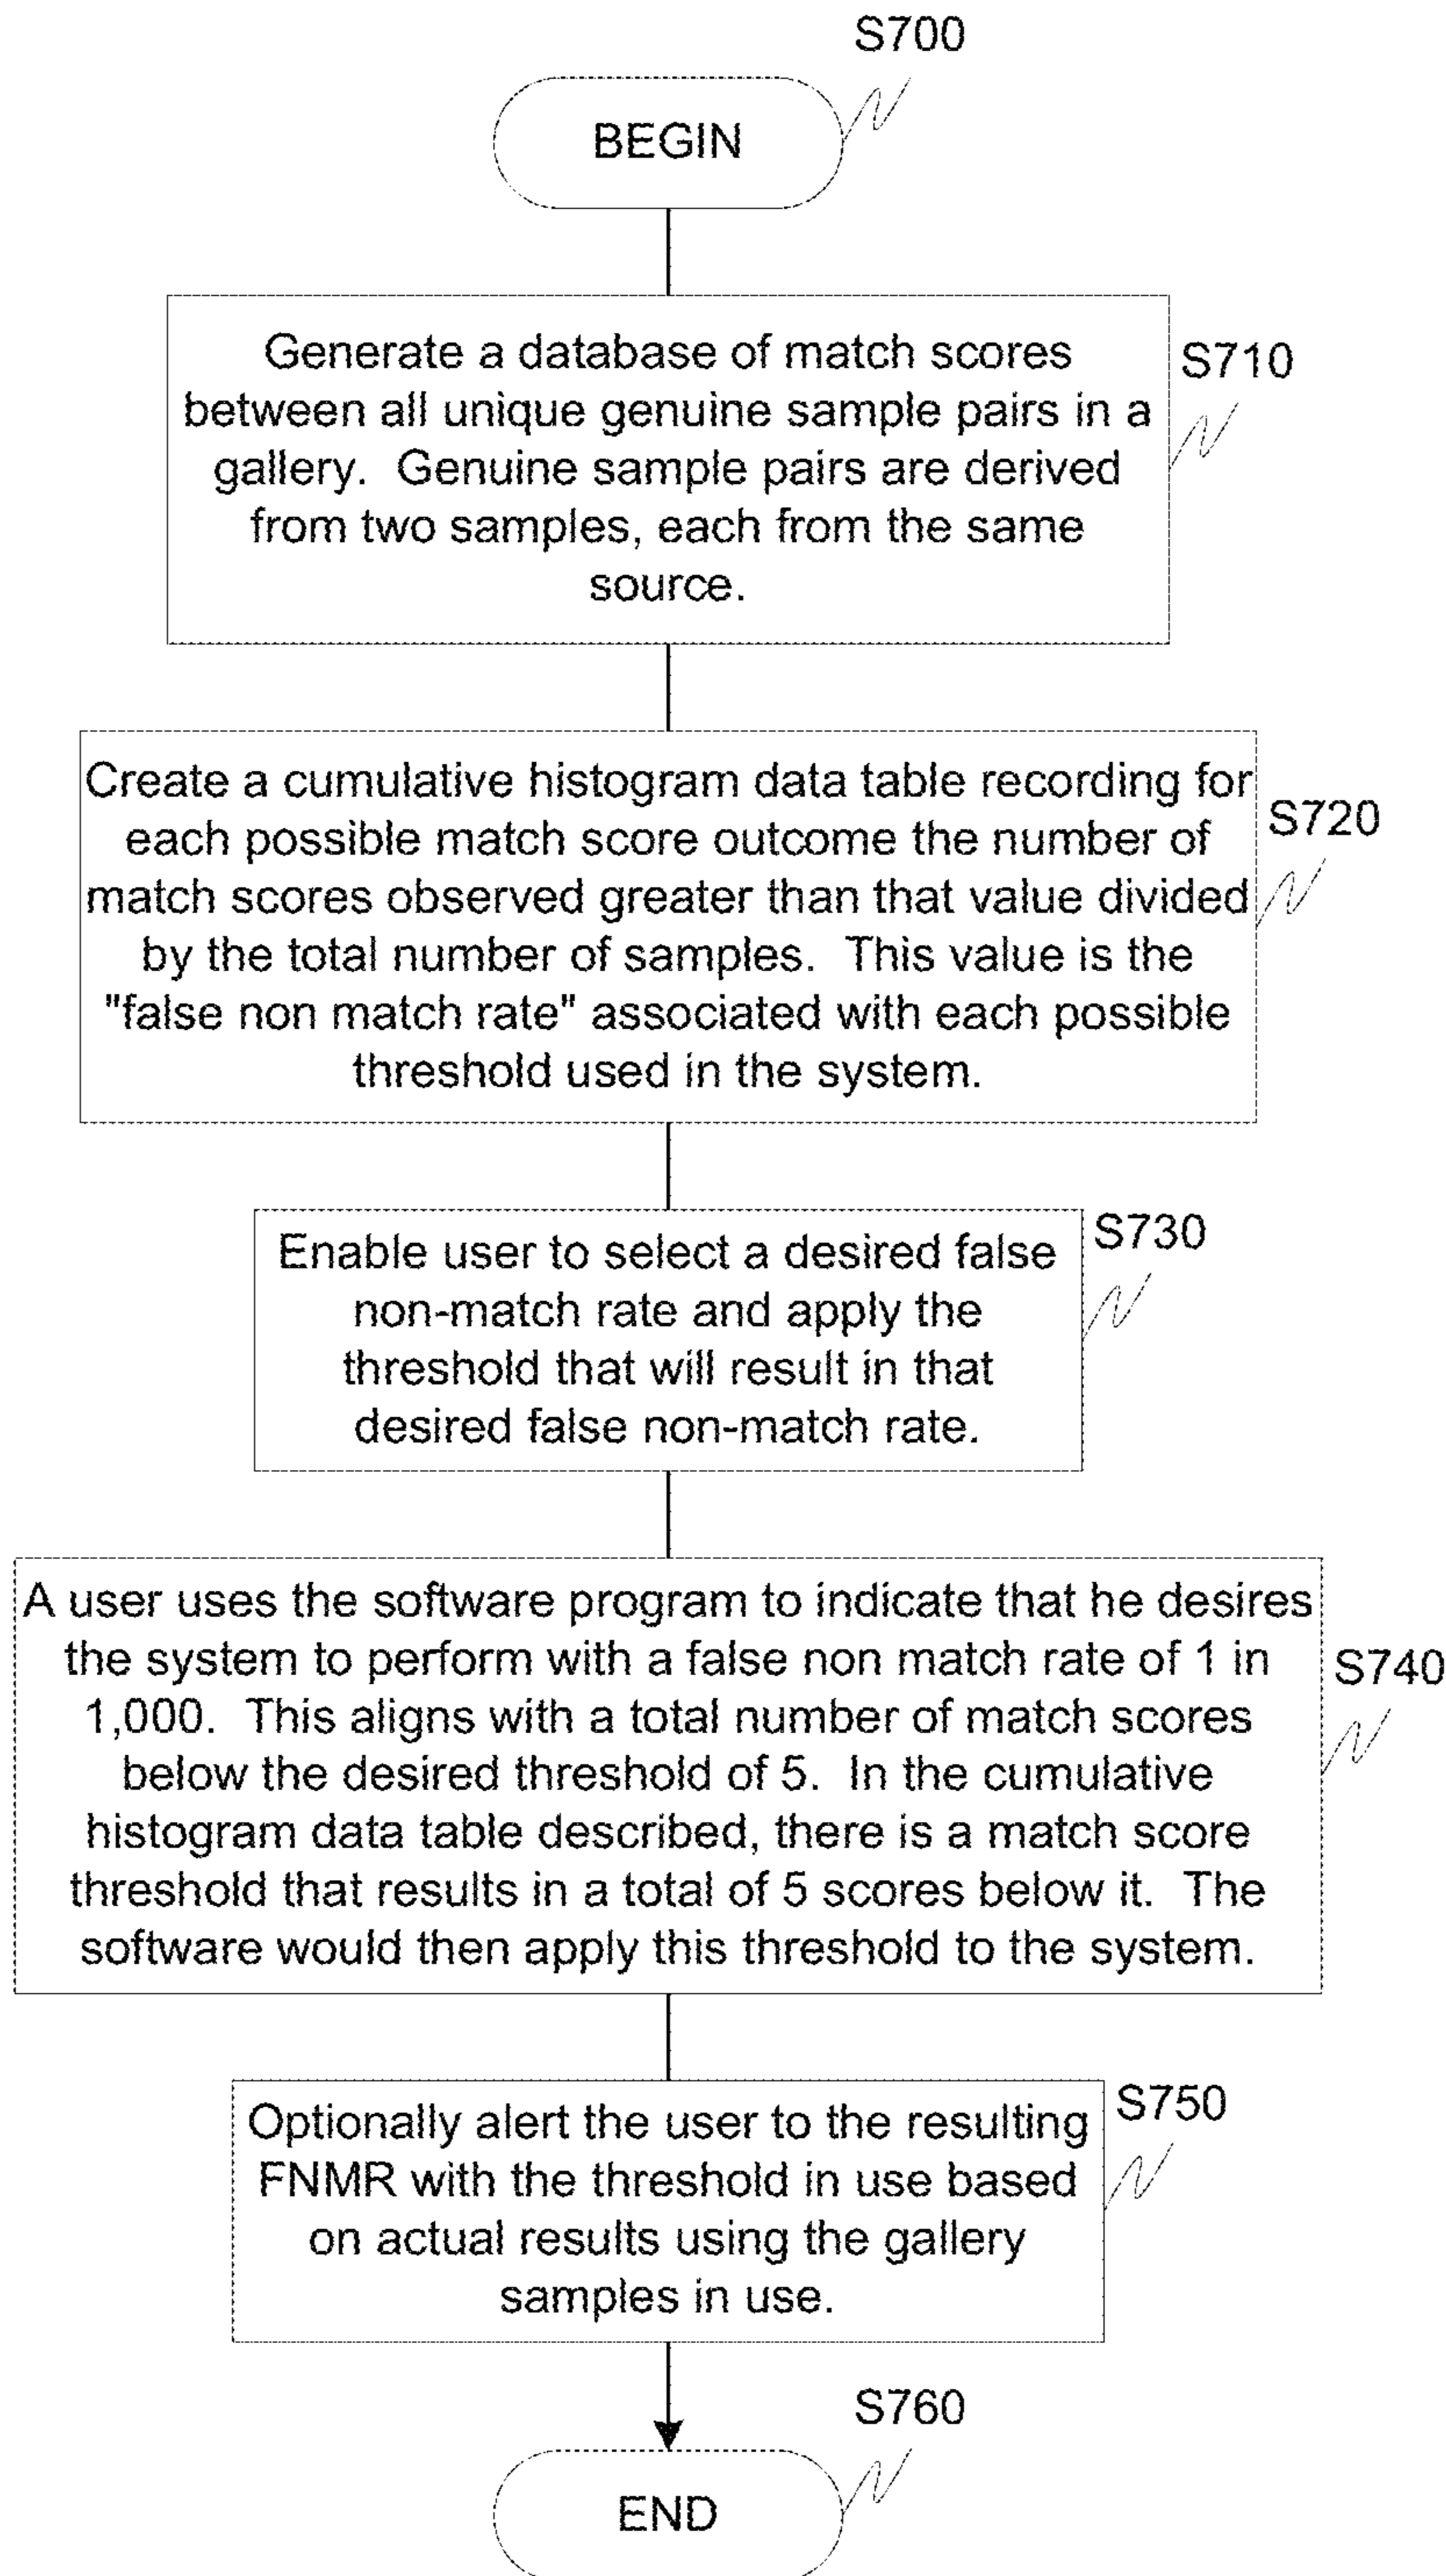 S700
BEGIN
Generate a database of match scores
between all unique genuine sample pairs in a
gallery.  Genuine sample pairs are derived
from two samples, each from the same
source.
S710
Create a cumulative histogram data table recording for
each possible match score outcome the number of
match scores observed greater than that value divided
by the total number of samples.  This value is the
"false non match rate" associated with each possible
threshold used in the system.
S720
Enable user to select a desired false
non-match rate and apply the
threshold that will result in that
desired false non-match rate.
S730
A user uses the software program to indicate that he desires
the system to perform with a false non match rate of 1 in
1,000.  This aligns with a total number of match scores
below the desired threshold of 5.  In the cumulative
histogram data table described, there is a match score
threshold that results in a total of 5 scores below it.  The
software would then apply this threshold to the system.
S740
Optionally alert the user to the resulting
FNMR with the threshold in use based
on actual results using the gallery
samples in use.
S750
S760
END